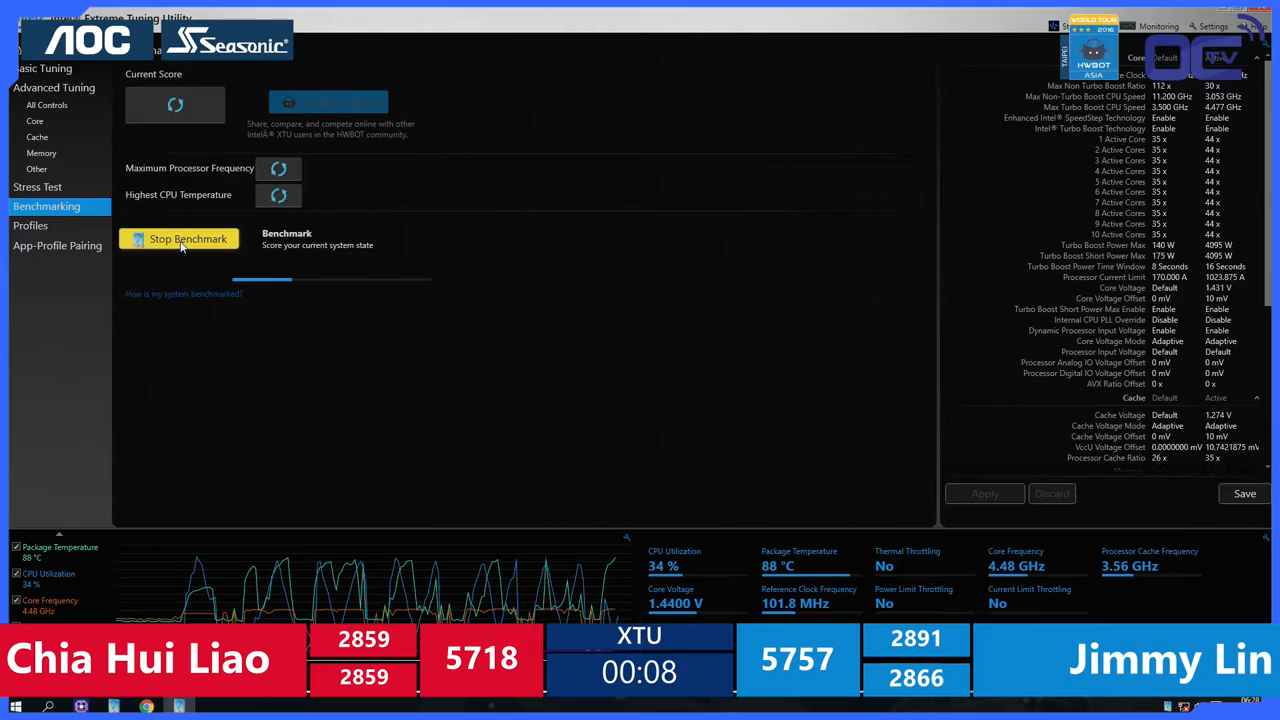 Extreme Tuning Utility
AOC
Seasonic
WORLD TOUR
2016
TAIPEI
HWBOT
ASIA
OCTV
Monitoring
Settings
Help
Basic Tuning
Advanced Tuning
All Controls
Core
Cache
Memory
Other
Stress Test
Benchmarking
Profiles
App-Profile Pairing
Current Score
Share, compare, and compete online with other
IntelÂ® XTU users in the HWBOT community.
Maximum Processor Frequency
Highest CPU Temperature
Stop Benchmark
Benchmark
Score your current system state
How is my system benchmarked?
Core Default
Clock
Max Non Turbo Boost Ratio 112 x 30 x
Max Non-Turbo Boost CPU Speed 11.200 GHz 3.053 GHz
Max Turbo Boost CPU Speed 3.500 GHz 4.477 GHz
Enhanced Intel® SpeedStep Technology Enable Enable
Intel® Turbo Boost Technology Enable Enable
1 Active Core 35 x 44 x
2 Active Cores 35 x 44 x
3 Active Cores 35 x 44 x
4 Active Cores 35 x 44 x
5 Active Cores 35 x 44 x
6 Active Cores 35 x 44 x
7 Active Cores 35 x 44 x
8 Active Cores 35 x 44 x
9 Active Cores 35 x 44 x
10 Active Cores 35 x 44 x
Turbo Boost Power Max 140 W 4095 W
Turbo Boost Short Power Max 175 W 4095 W
Turbo Boost Power Time Window 8 Seconds 16 Seconds
Processor Current Limit 170.000 A 1023.875 A
Core Voltage Default 1.431 V
Core Voltage Offset 0 mV 10 mV
Turbo Boost Short Power Max Enable Enable Enable
Internal CPU PLL Override Disable Disable
Dynamic Processor Input Voltage Enable Enable
Core Voltage Mode Adaptive Adaptive
Processor Input Voltage Default Default
Processor Analog IO Voltage Offset 0 mV 0 mV
Processor Digital IO Voltage Offset 0 mV 0 mV
AVX Ratio Offset 0 x 0 x
Cache Default Active
Cache Voltage Default 1.274 V
Cache Voltage Mode Adaptive Adaptive
Cache Voltage Offset 0 mV 10 mV
VccU Voltage Offset 0.0000000 mV 10.7421875 mV
Processor Cache Ratio 26 x 35 x
Apply
Discard
Save
Package Temperature
88 °C
CPU Utilization
34 %
Core Frequency
4.48 GHz
CPU Utilization
34 %
Package Temperature
88 °C
Thermal Throttling
No
Core Frequency
4.48 GHz
Processor Cache Frequency
3.56 GHz
Core Voltage
1.4400 V
Reference Clock Frequency
101.8 MHz
Power Limit Throttling
No
Current Limit Throttling
No
Chia Hui Liao
2859
2859
5718
XTU
00:08
5757
2891
2866
Jimmy Lin
06:28